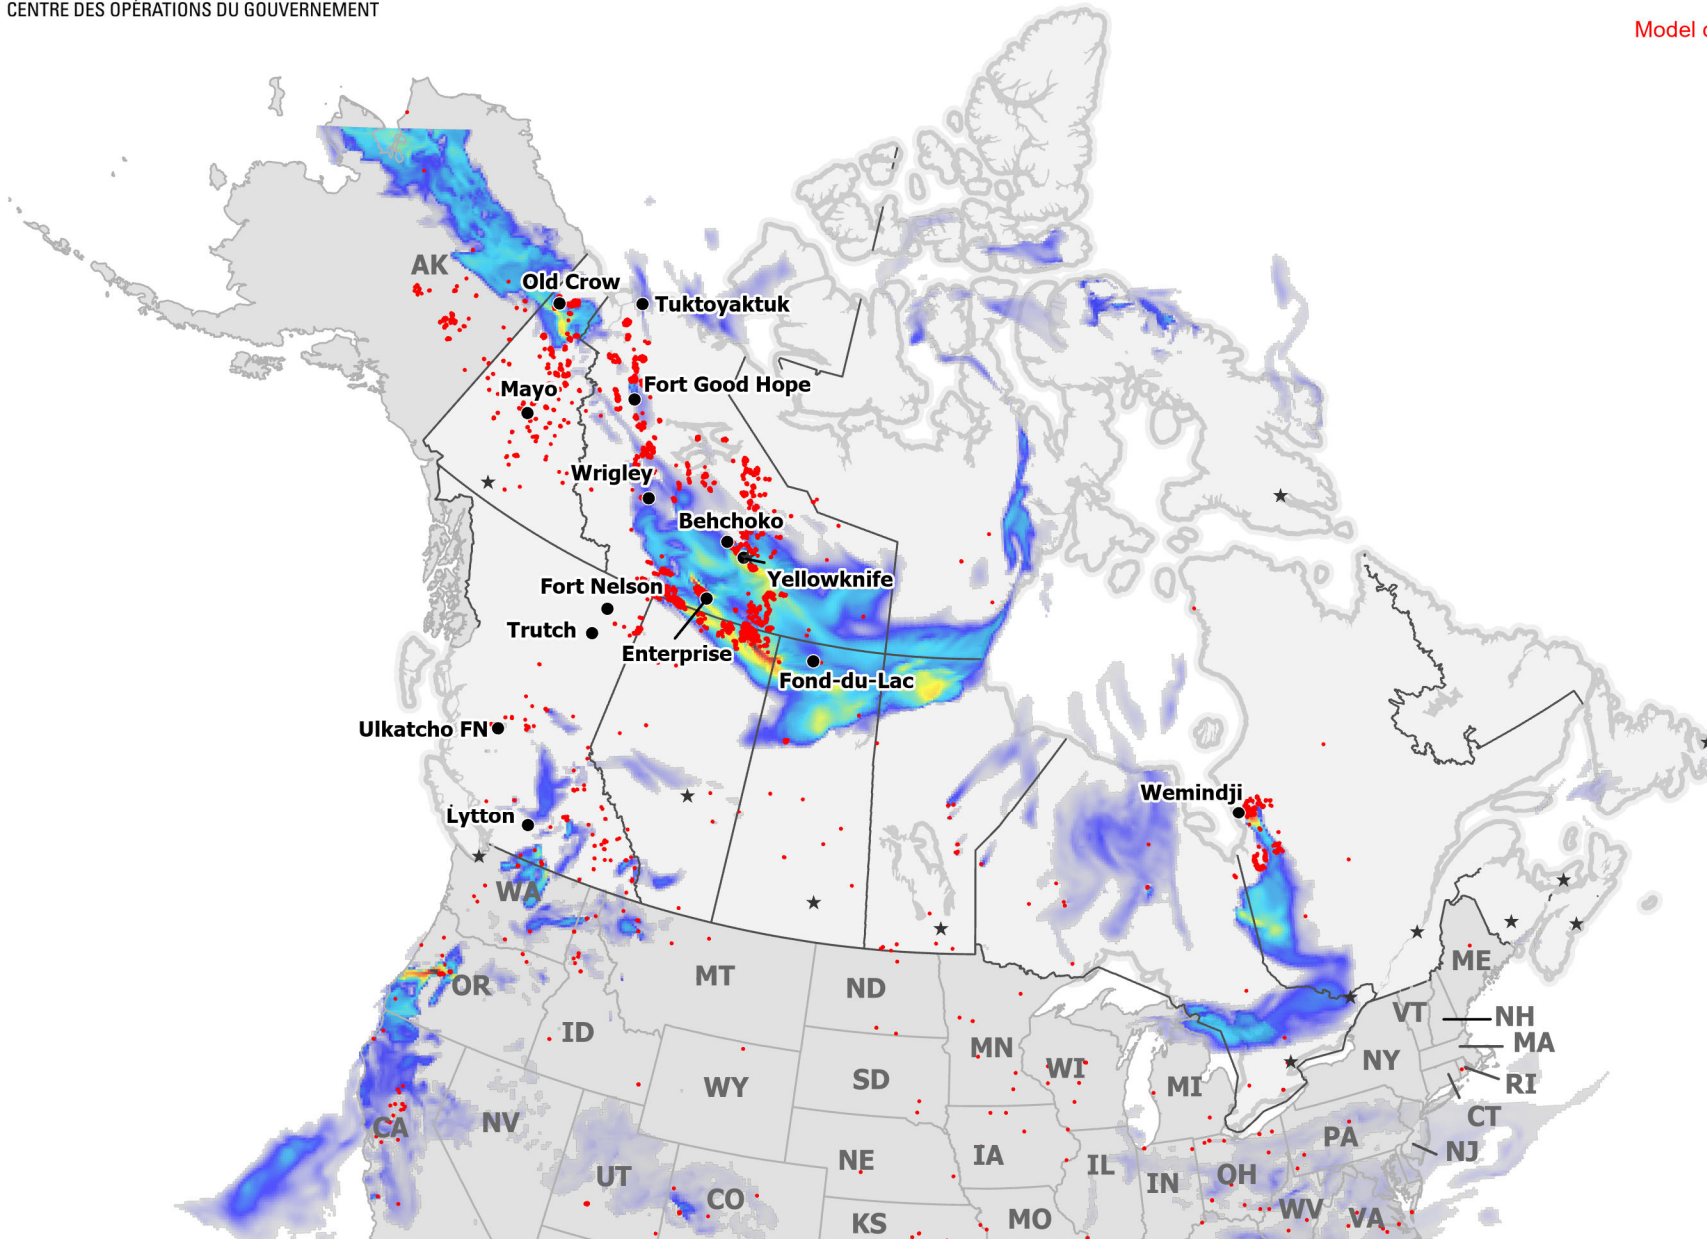 CENTRE DES OPÉRATIONS DU GOUVERNEMENT
Model
AK
Old Crow
Tuktoyaktuk
Mayo
Fort Good Hope
Wrigley
Behchoko
Yellowknife
Fort Nelson
Trutch
Enterprise
Fond-du-Lac
Ulkatcho FN
Wemindji
Lytton
WA
OR
MT
ND
ME
ID
VT
NH
MN
MA
WI
NY
WY
SD
MI
RI
CA
NV
CT
PA
NJ
UT
NE
IA
IL
IN
OH
CO
WV
KS
MO
VA